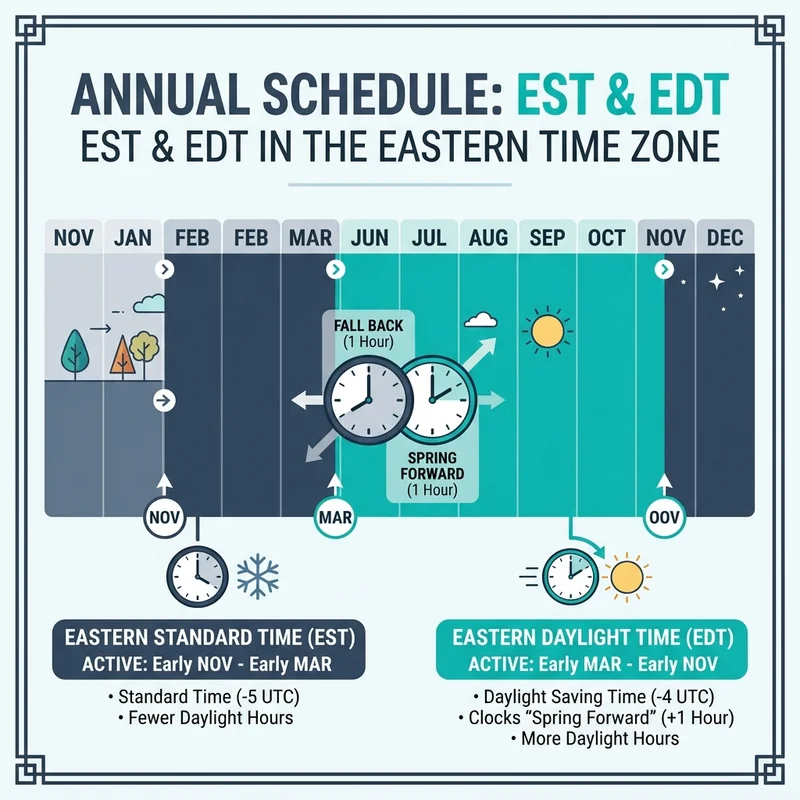 ANNUAL SCHEDULE: EST & EDT
EST & EDT IN THE EASTERN TIME ZONE
NOV JAN FEB FEB MAR JUN JUL AUG SEP OCT NOV DEC
FALL BACK
(1 Hour)
SPRING
FORWARD
(1 Hour)
NOV MAR OOV
EASTERN STANDARD TIME (EST)
ACTIVE: Early NOV - Early MAR
• Standard Time (-5 UTC)
• Fewer Daylight Hours
EASTERN DAYLIGHT TIME (EDT)
ACTIVE: Early MAR - Early NOV
• Daylight Saving Time (-4 UTC)
• Clocks “Spring Forward” (+1 Hour)
• More Daylight Hours